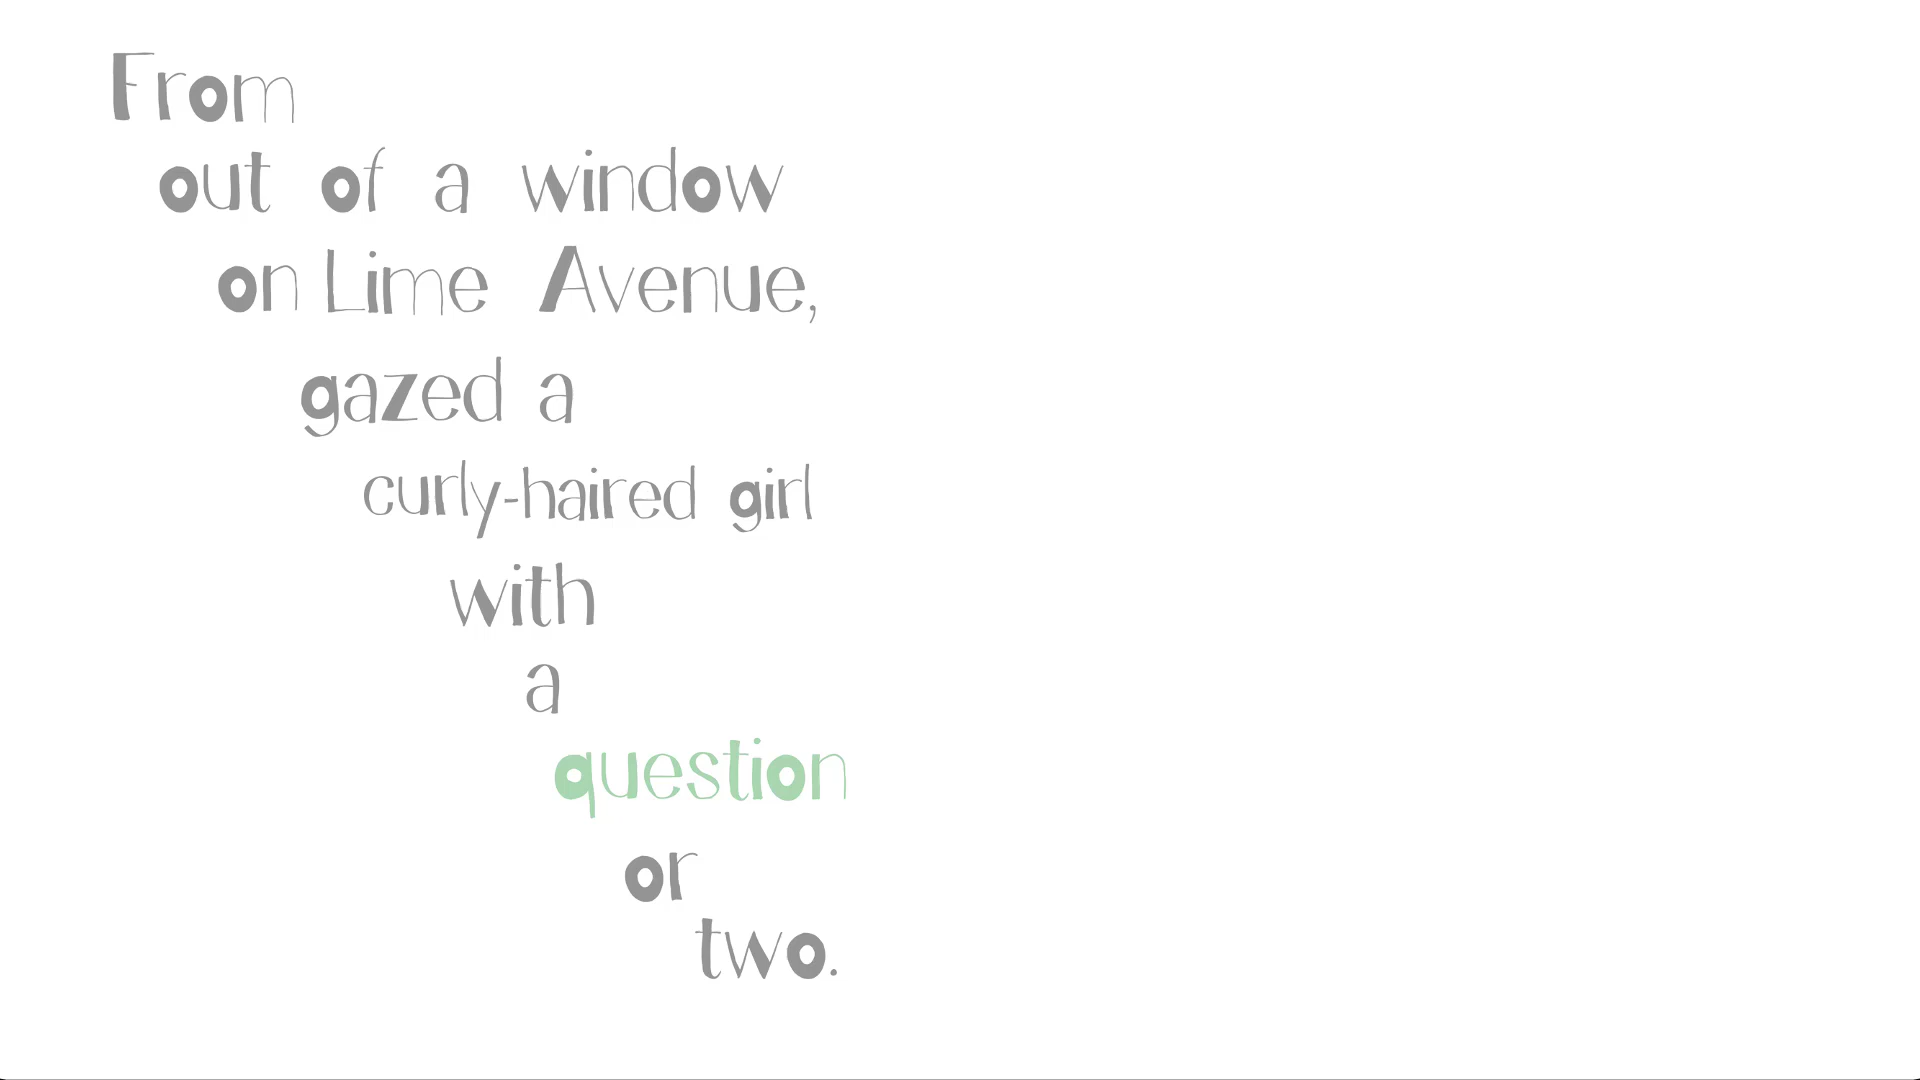 From
out of a window
on Lime Avenue,
gazed a
curly-haired girl
with
a
question
or
two.